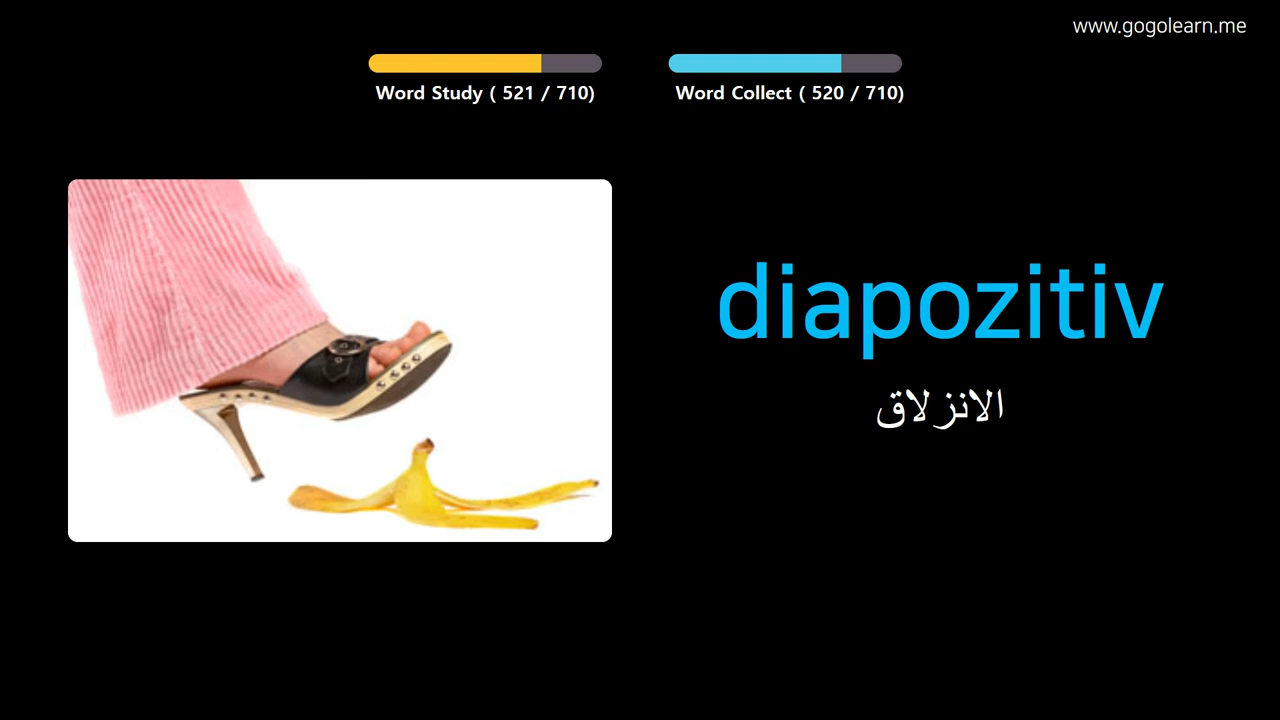 www.gogolearn.me
Word Study ( 521 / 710)
Word Collect ( 520 / 710)
diapozitiv
الانزلاق